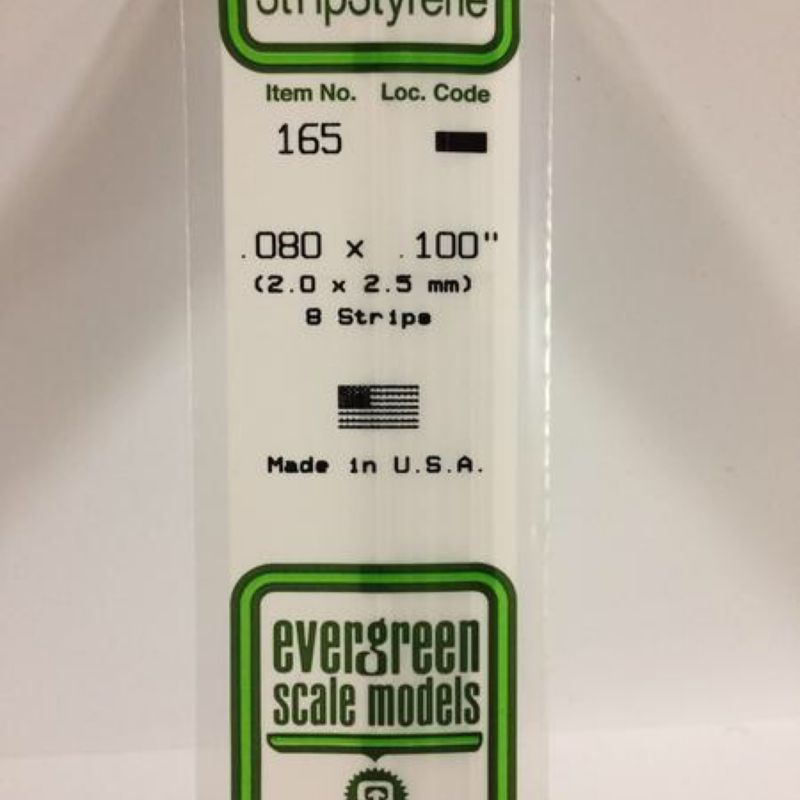 StripStyrene
Item No. Loc. Code
165
.080 x .100"
(2.0 x 2.5 mm)
8 Strips
Made in U.S.A.
evergreen
scale models